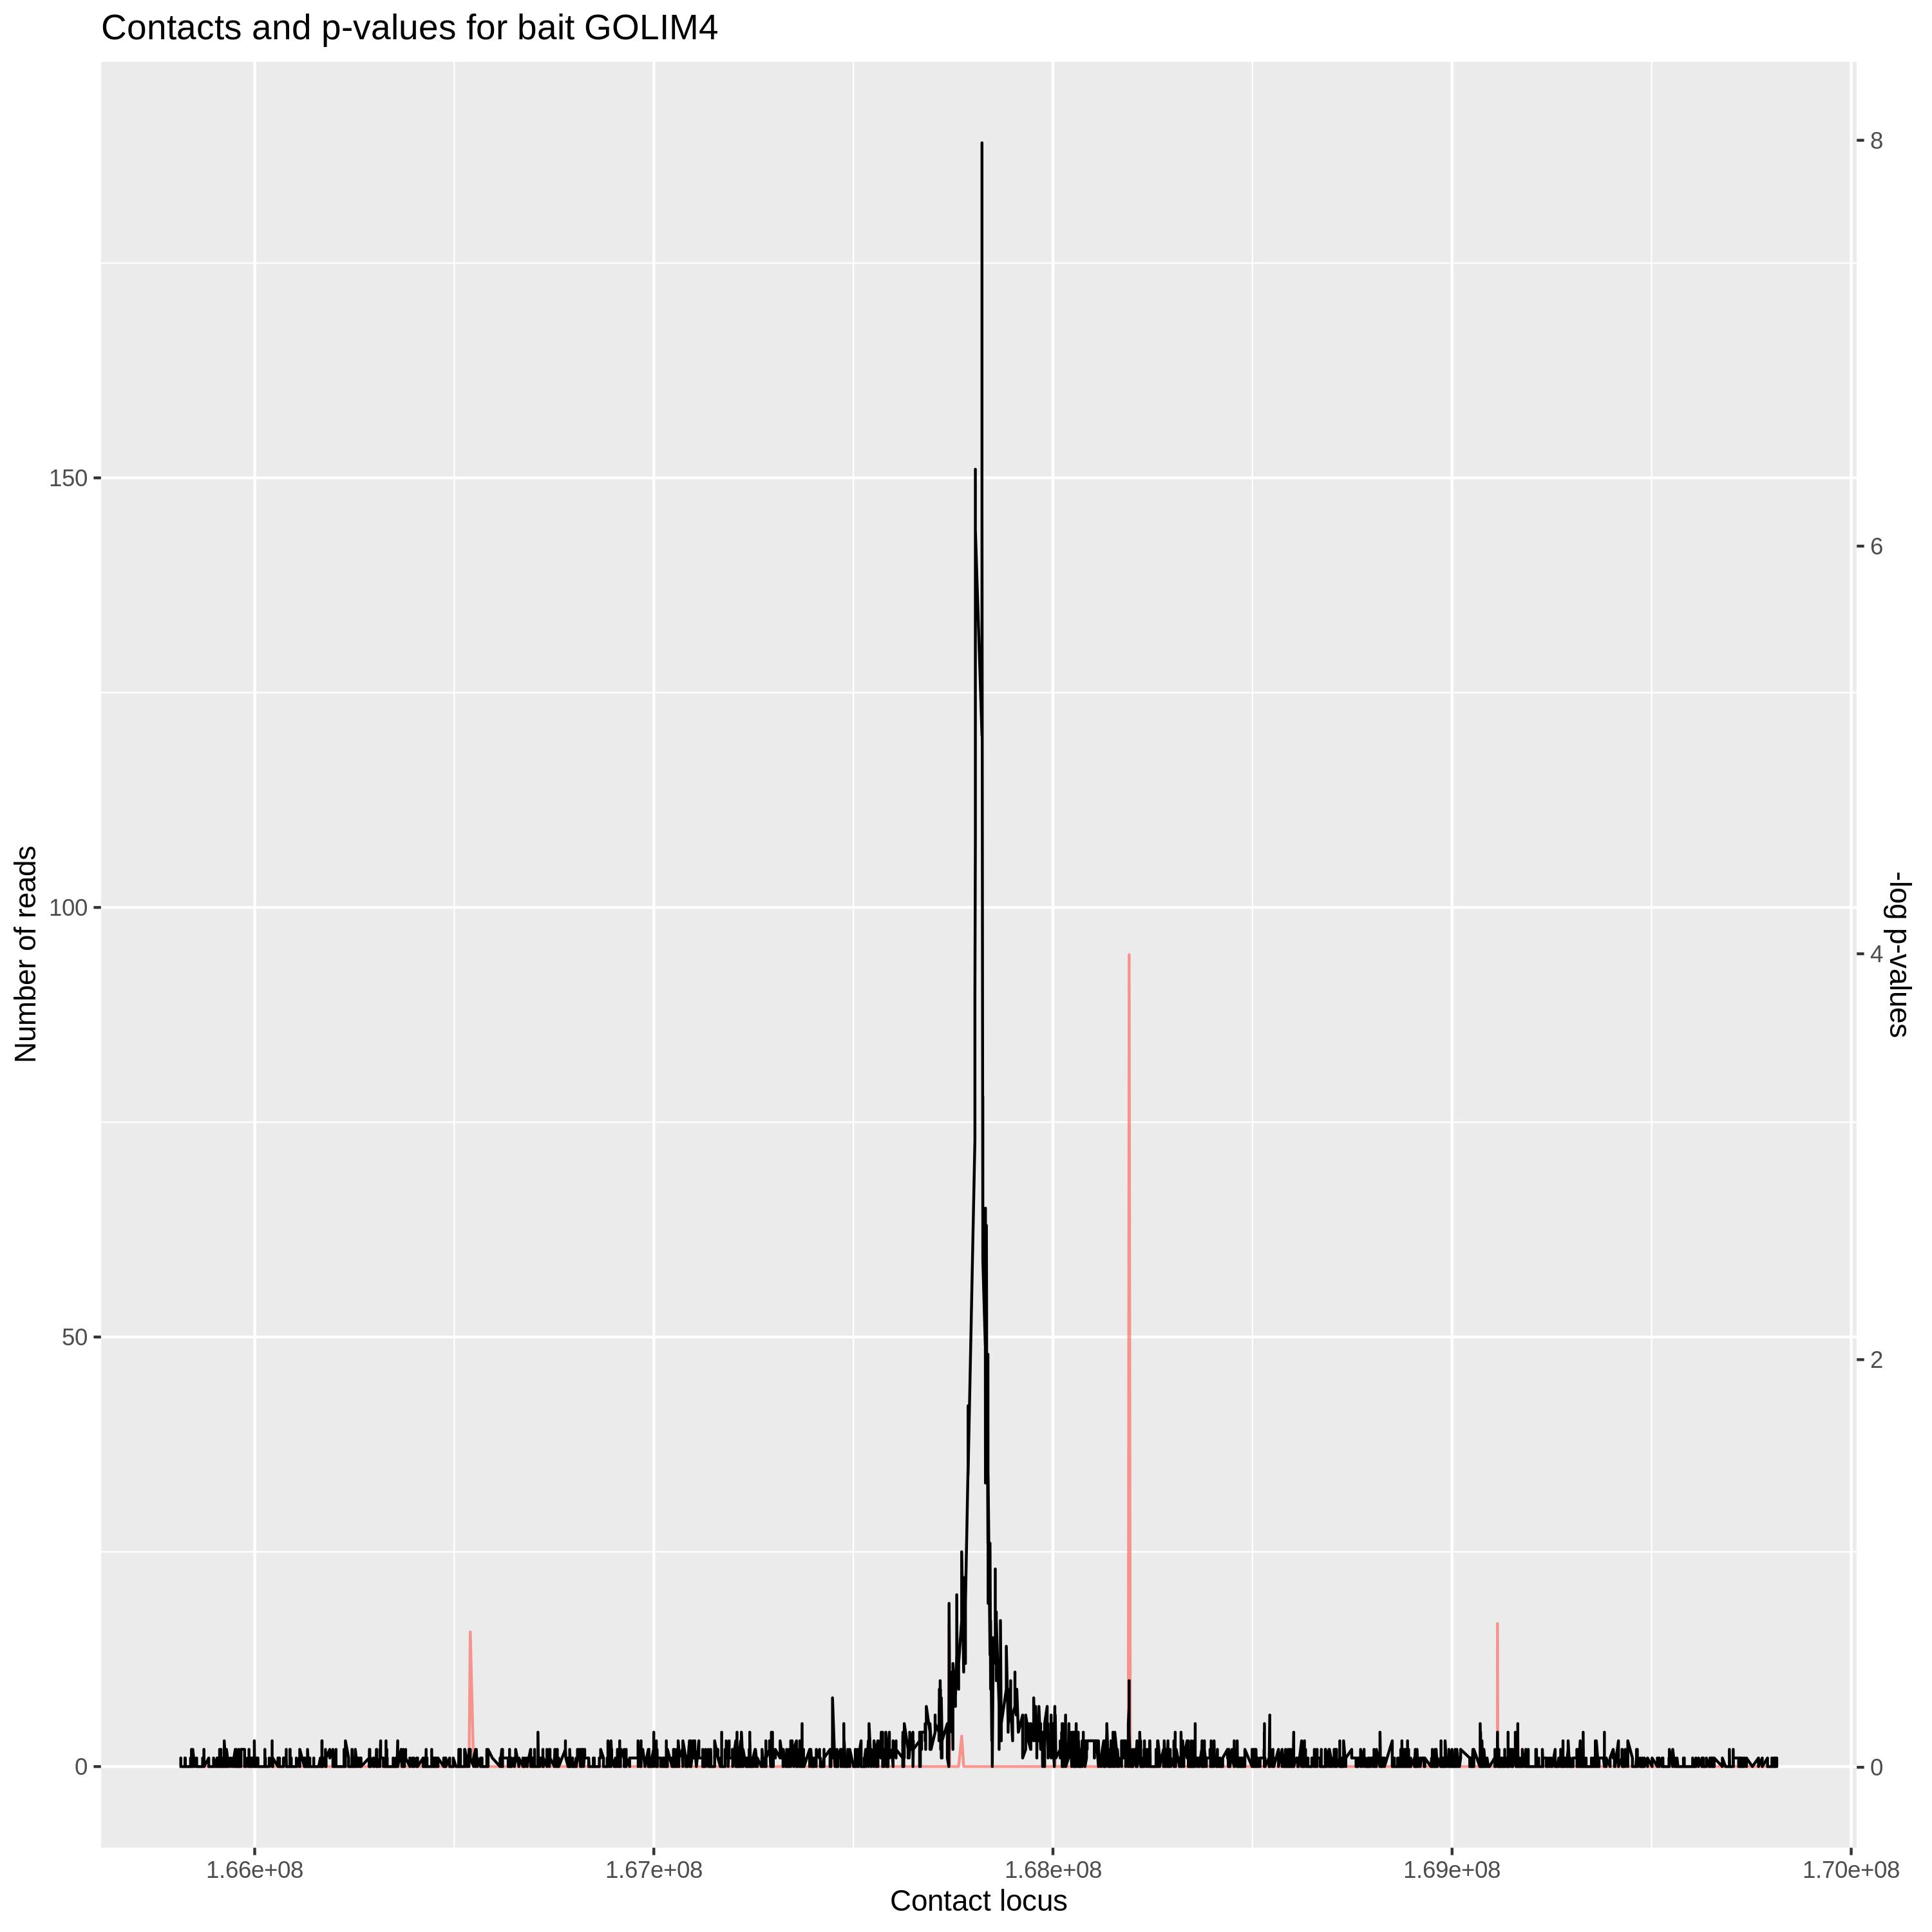 Contacts and p-values for bait GOLIM4
Number of reads
150
100
50
0
8
6
4
2
0
-log p-values
1.66e+08
1.67e+08
1.68e+08
1.69e+08
1.70e+08
Contact locus